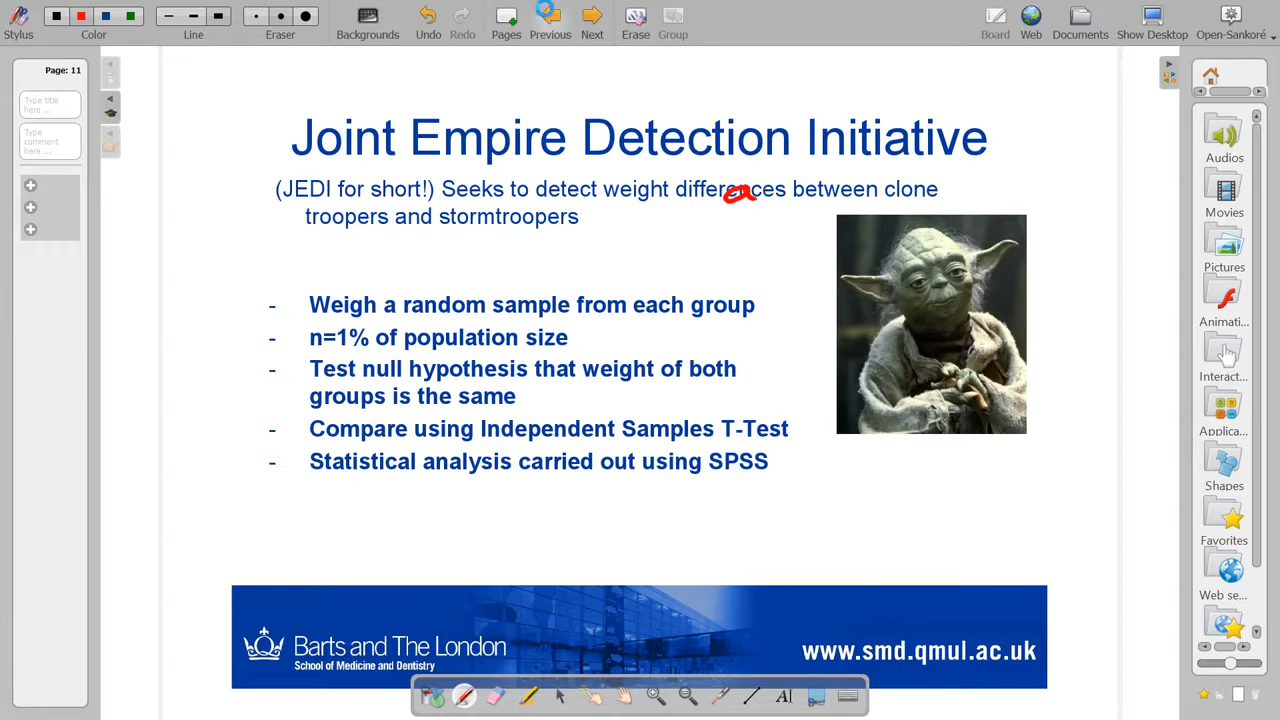 Stylus
Color
Line
Eraser
Backgrounds
Undo
Redo
Pages
Previous
Next
Erase
Group
Board
Web
Documents
Show Desktop
Open-Sankoré
Page: 11
Type title
here ...
Type
comment
here ...
Joint Empire Detection Initiative
(JEDI for short!) Seeks to detect weight differences between clone
troopers and stormtroopers
- Weigh a random sample from each group
- n=1% of population size
- Test null hypothesis that weight of both
groups is the same
- Compare using Independent Samples T-Test
- Statistical analysis carried out using SPSS
Barts and The London
School of Medicine and Dentistry
www.smd.qmul.ac.uk
Audios
Movies
Pictures
Animati...
Interact...
Applica...
Shapes
Favorites
Web se...